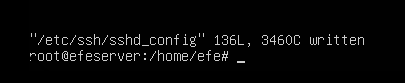 "/etc/ssh/sshd_config" 136L, 3460C written
root@efeserver:/home/efe# _